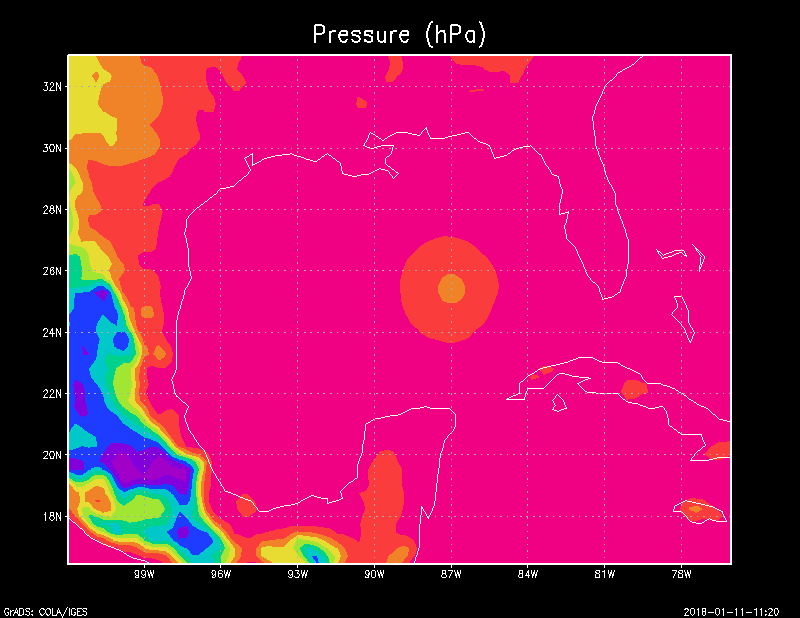 Pressure (hPa)
32N
30N
28N
26N
24N
22N
20N
18N
99W 96W 93W 90W 87W 84W 81W 78W
GrADS: COLA/IGES 2018-01-11-11:20